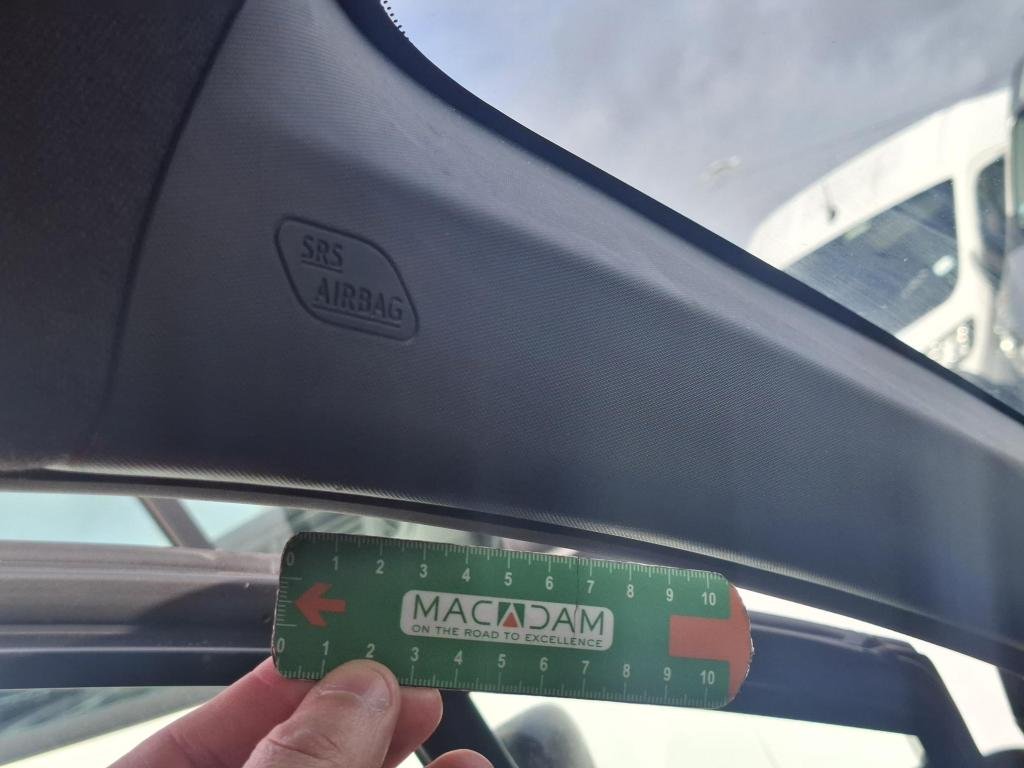 SRS
AIRBAG
0 1 2 3 4 5 6 7 8 9 10
MACADAM
ON THE ROAD TO EXCELLENCE
0 1 2 3 4 5 6 7 8 9 10